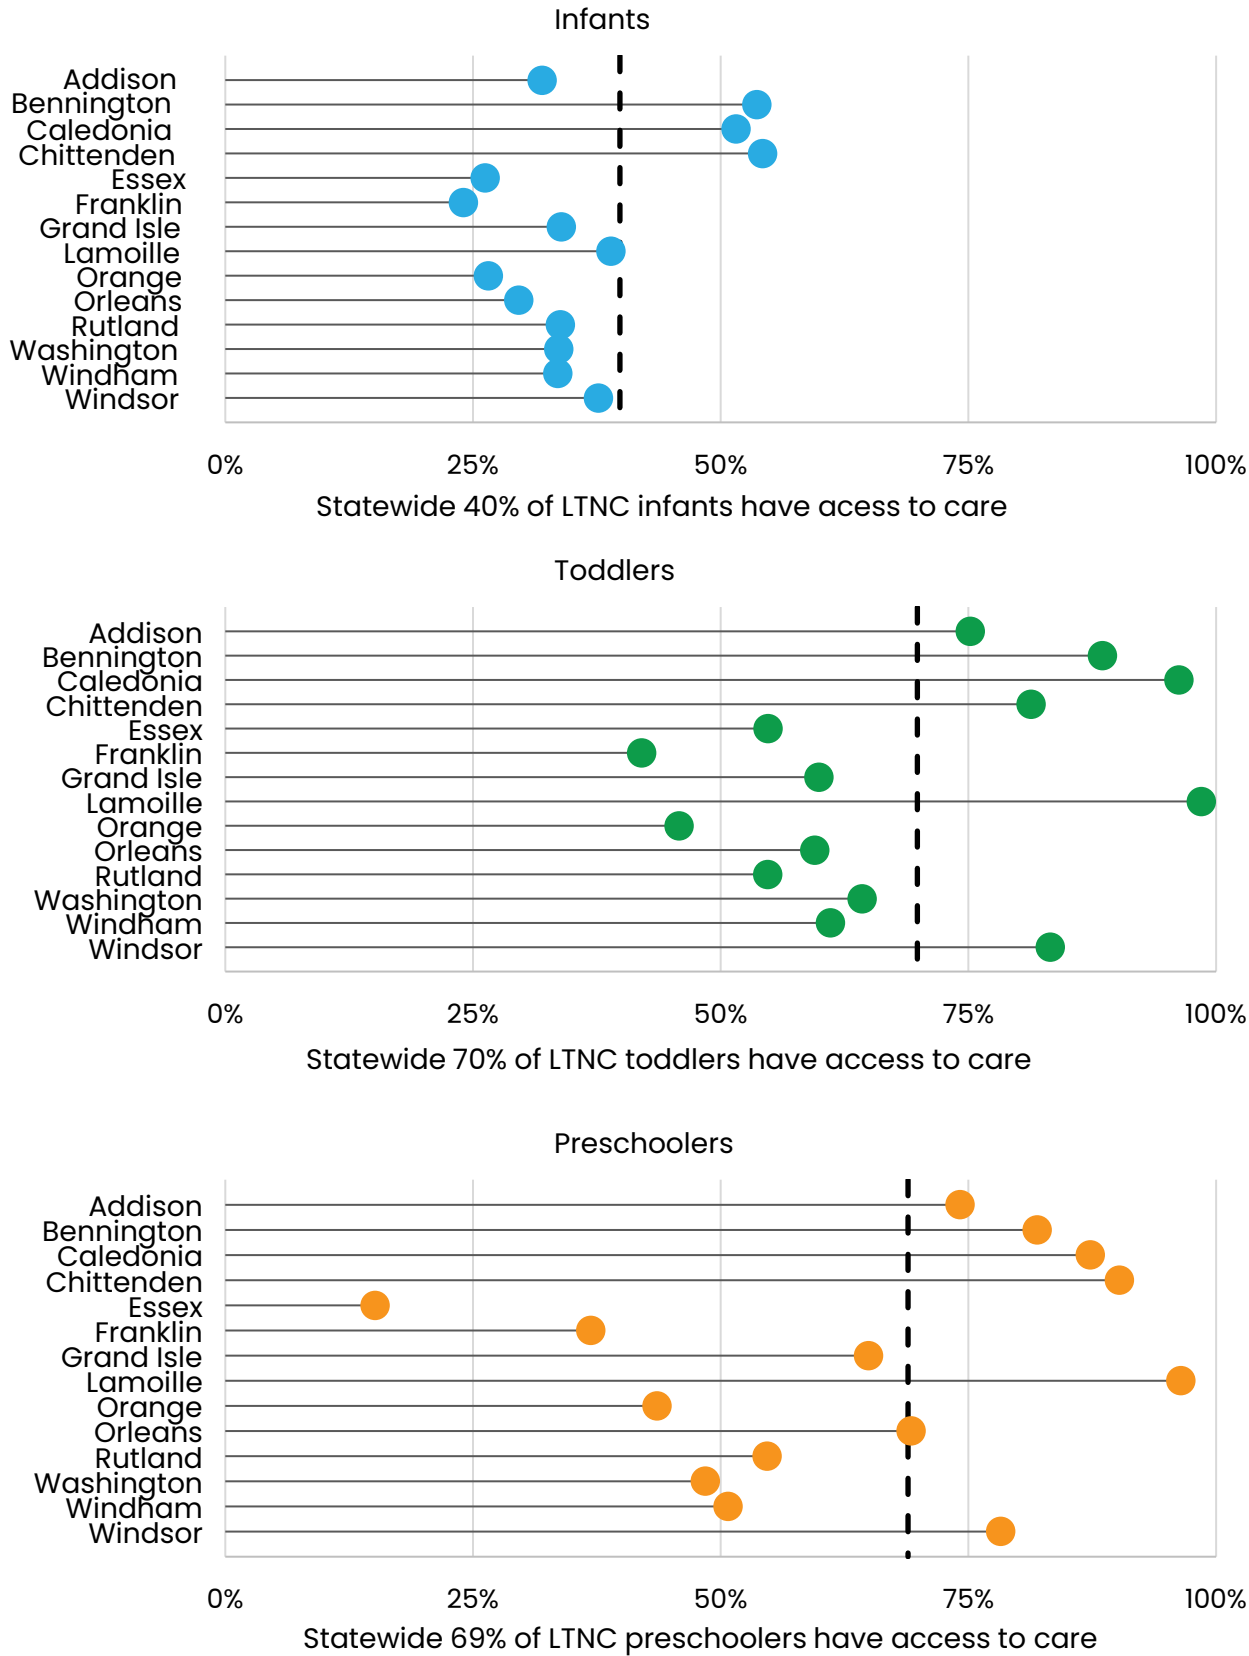 Infants
Addison
Bennington
Caledonia
Chittenden
Essex
Franklin
Grand Isle
Lamoille
Orange
Orleans
Rutland
Washington
Windham
Windsor
0% 25% 50% 75% 100%
Statewide 40% of LTNC infants have acess to care
Toddlers
Addison
Bennington
Caledonia
Chittenden
Essex
Franklin
Grand Isle
Lamoille
Orange
Orleans
Rutland
Washington
Windham
Windsor
0% 25% 50% 75% 100%
Statewide 70% of LTNC toddlers have access to care
Preschoolers
Addison
Bennington
Caledonia
Chittenden
Essex
Franklin
Grand Isle
Lamoille
Orange
Orleans
Rutland
Washington
Windham
Windsor
0% 25% 50% 75% 100%
Statewide 69% of LTNC preschoolers have access to care